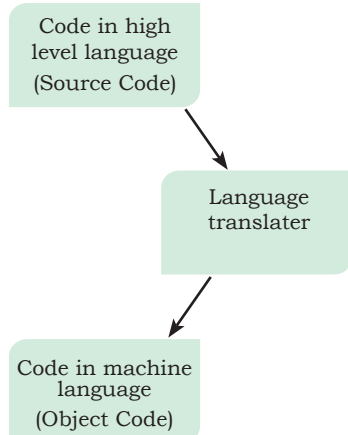 Code in high
level language
(Source Code)
Language
translater
Code in machine
language
(Object Code)